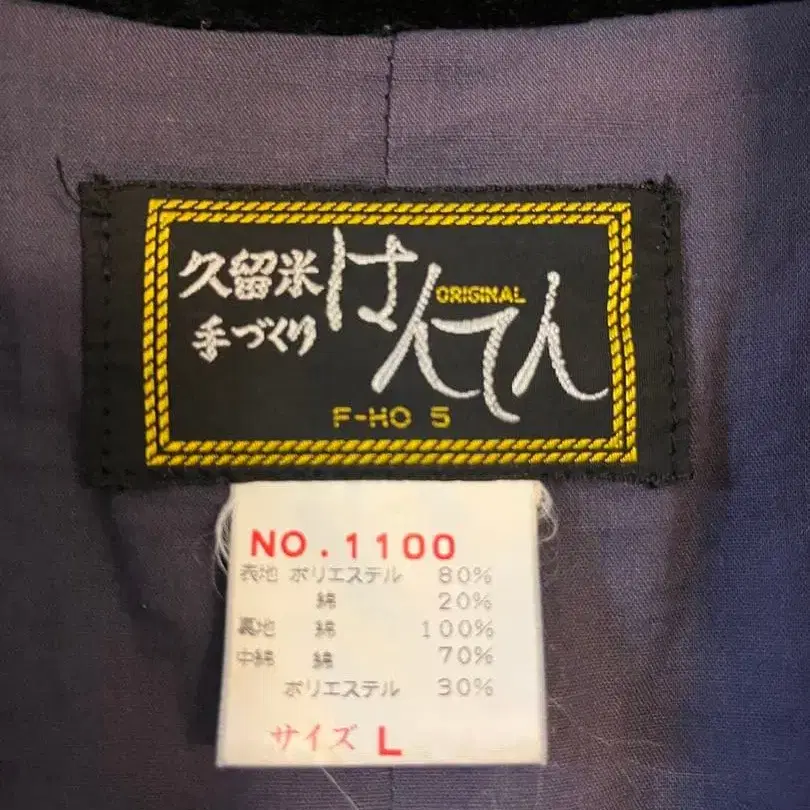 久留米
手づくり
はんてん
ORIGINAL
F-HO 5
NO.1100
表地 ポリエステル 80%
綿 20%
裏地 綿 100%
中綿 綿 70%
ポリエステル 30%
サイズ L